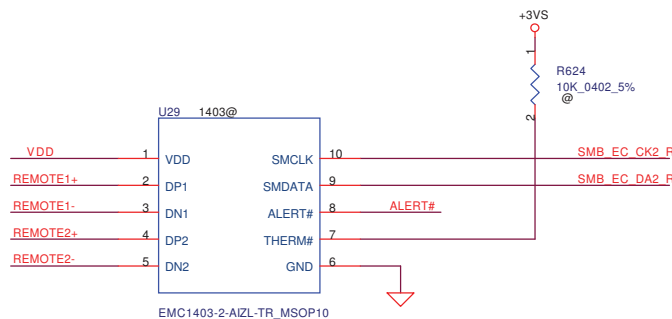 +3VS
1
R624
10K_0402_5%
@
2
U29 1403@
VDD 1 VDD SMCLK 10 SMB_EC_CK2_R
REMOTE1+ 2 DP1 SMDATA 9 SMB_EC_DA2_R
REMOTE1- 3 DN1 ALERT# 8 ALERT#
REMOTE2+ 4 DP2 THERM# 7
REMOTE2- 5 DN2 GND 6
EMC1403-2-AIZL-TR_MSOP10